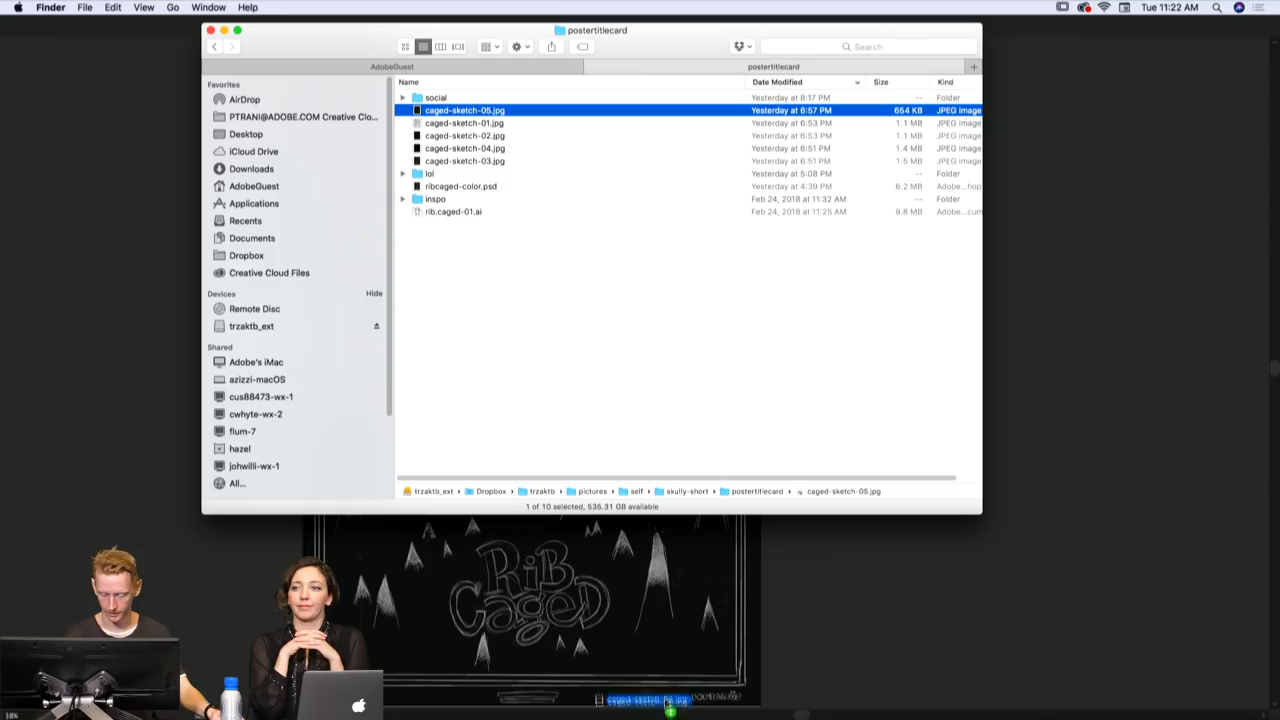 Finder File Edit View Go Window Help Tue 11:22 AM
postertitlecard
Search
AdobeGuest postertitlecard +
Favorites
AirDrop
PTRANI@ADOBE.COM Creative Clo...
Desktop
iCloud Drive
Downloads
AdobeGuest
Applications
Recents
Documents
Dropbox
Creative Cloud Files
Devices Hide
Remote Disc
trzaktb_ext
Shared
Adobe's iMac
azizzi-macOS
cus88473-wx-1
cwhyte-wx-2
flum-7
hazel
johwilli-wx-1
All...
Name Date Modified Size Kind
social Yesterday at 8:17 PM -- Folder
caged-sketch-05.jpg Yesterday at 6:57 PM 654 KB JPEG image
caged-sketch-01.jpg Yesterday at 6:53 PM 1.1 MB JPEG image
caged-sketch-02.jpg Yesterday at 6:53 PM 1.1 MB JPEG image
caged-sketch-04.jpg Yesterday at 6:51 PM 1.4 MB JPEG image
caged-sketch-03.jpg Yesterday at 6:51 PM 1.5 MB JPEG image
lol Yesterday at 5:08 PM -- Folder
ribcaged-color.psd Yesterday at 4:39 PM 6.2 MB Adobe...hop
inspo Feb 24, 2018 at 11:32 AM -- Folder
rib.caged-01.ai Feb 24, 2018 at 11:25 AM 9.8 MB Adobe...cum
trzaktb_ext Dropbox trzaktb pictures self skully-short postertitlecard caged-sketch-05.jpg
1 of 10 selected, 535.31 GB available
RiB
CageD